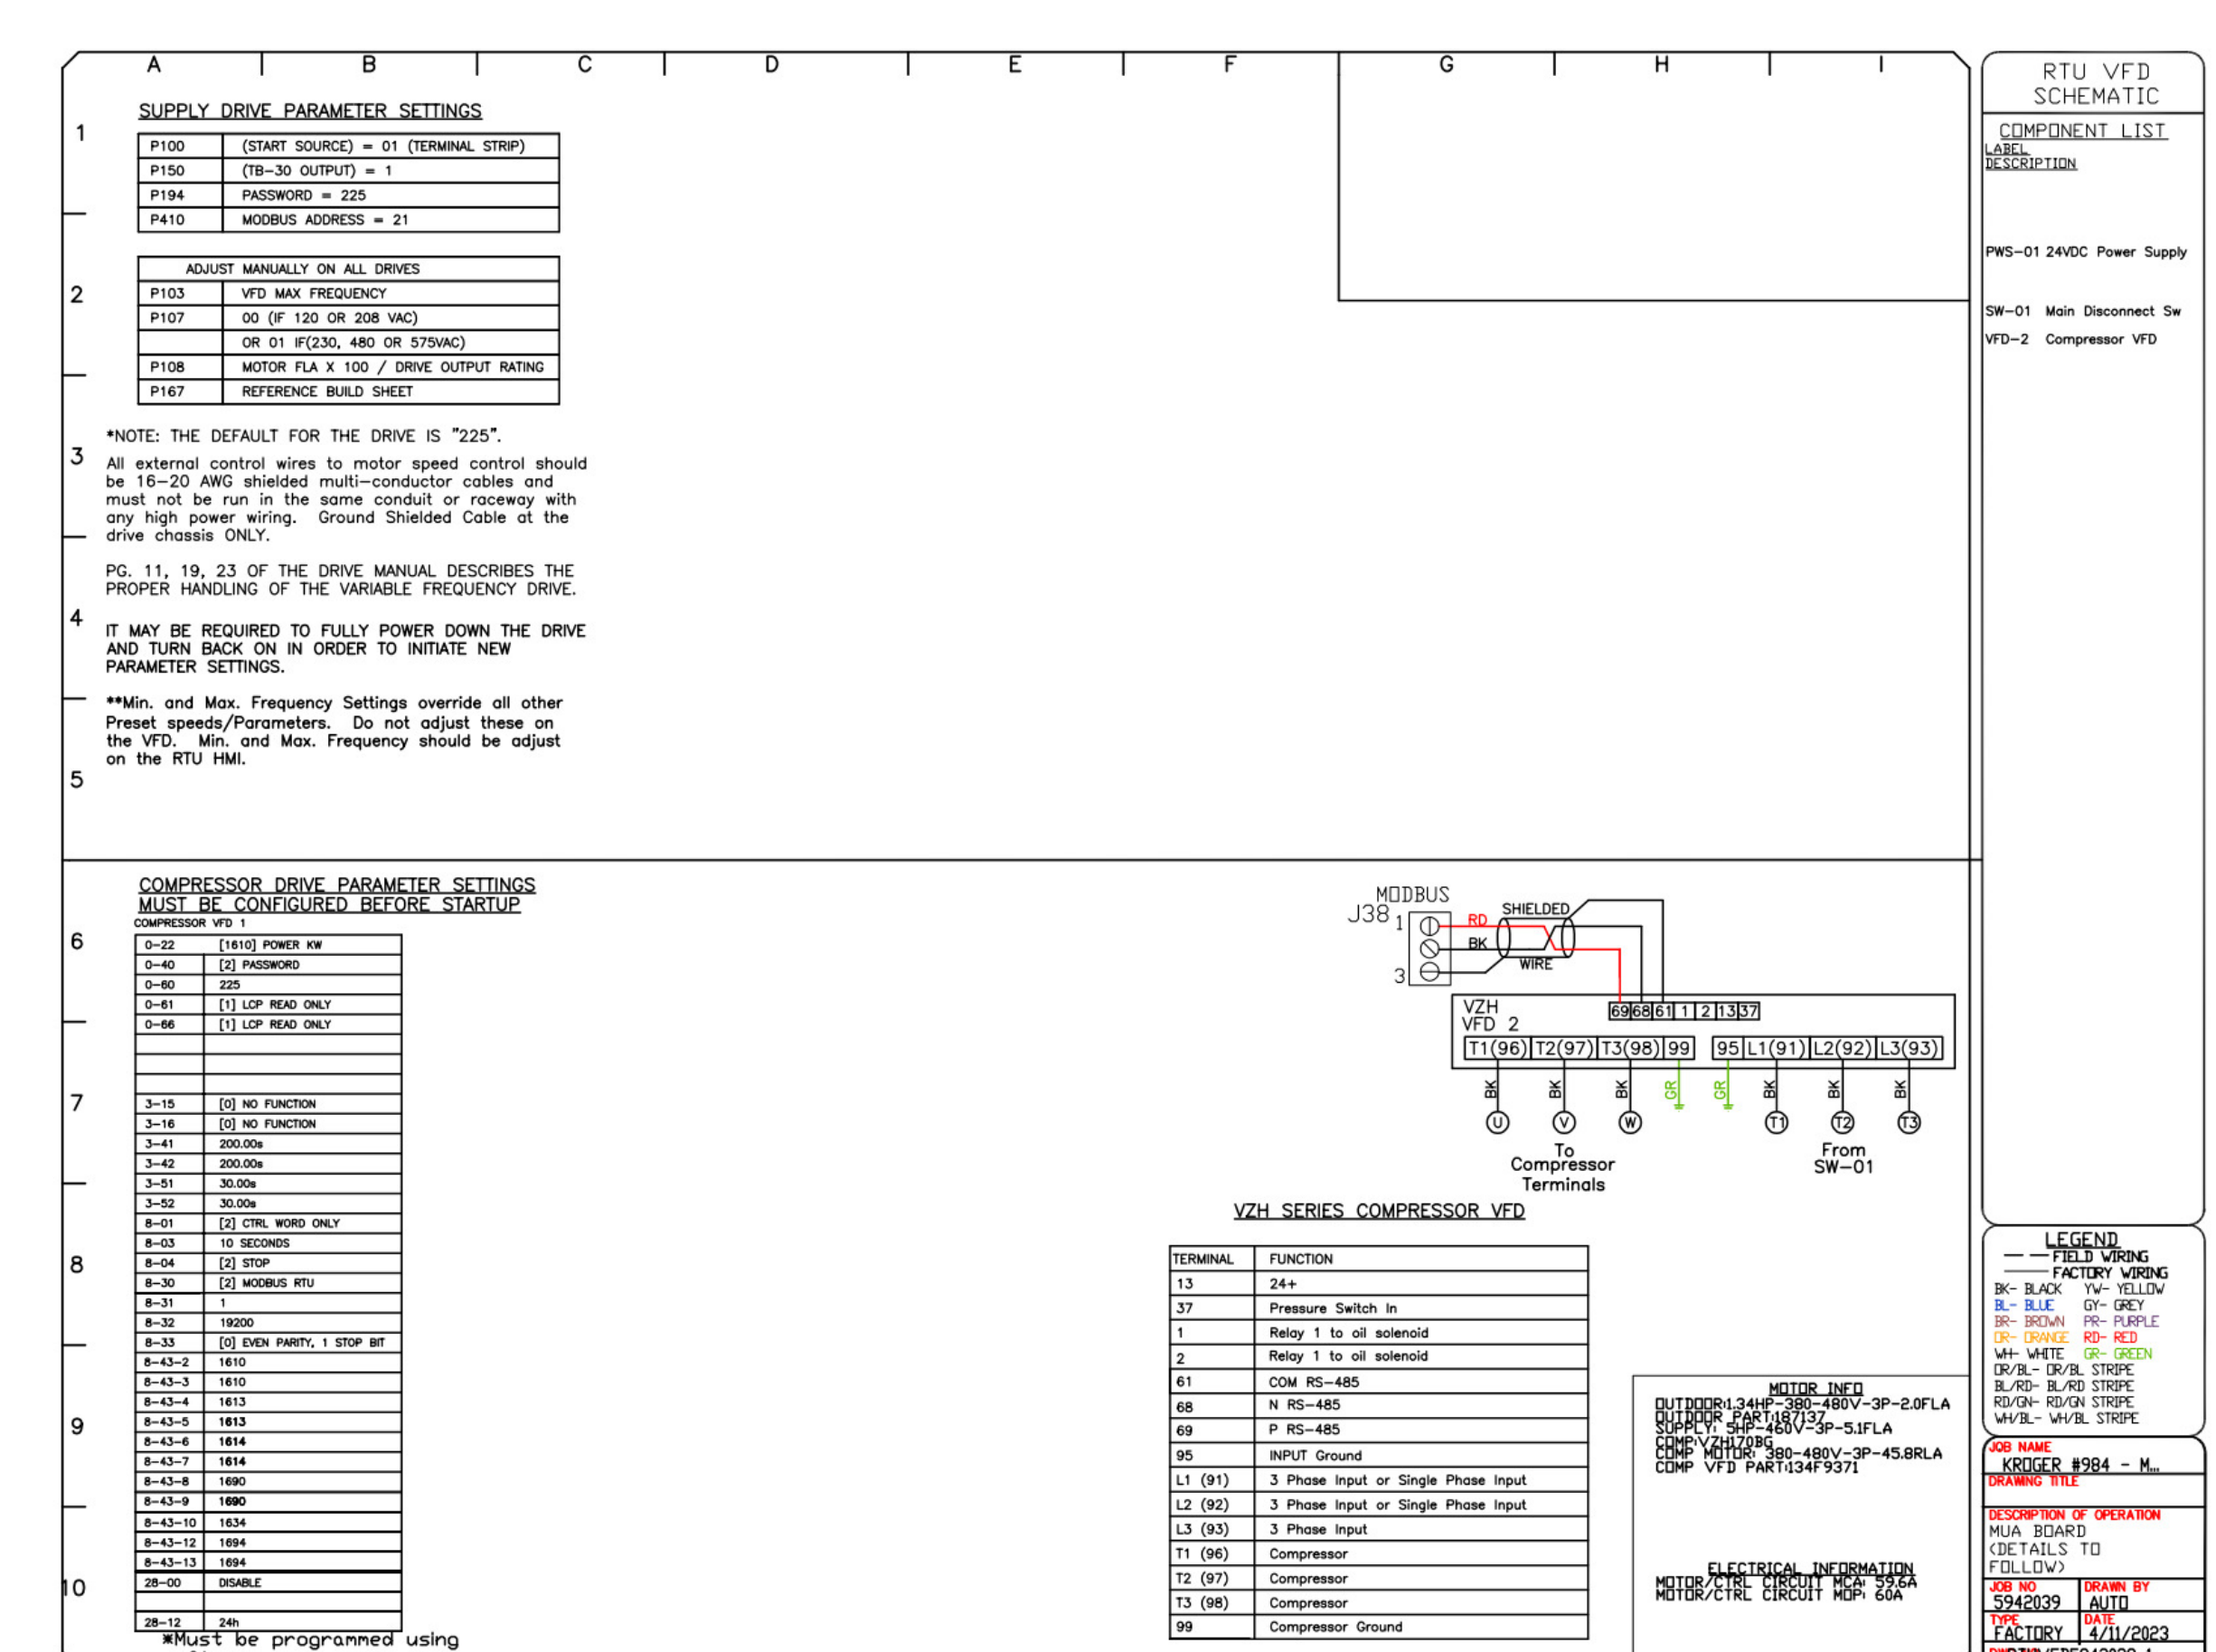 A B C D E F G H I
1
2
3
4
5
6
7
8
9
10
SUPPLY DRIVE PARAMETER SETTINGS
P100 (START SOURCE) = 01 (TERMINAL STRIP)
P150 (TB-30 OUTPUT) = 1
P194 PASSWORD = 225
P410 MODBUS ADDRESS = 21
ADJUST MANUALLY ON ALL DRIVES
P103 VFD MAX FREQUENCY
P107 00 (IF 120 OR 208 VAC)
OR 01 IF(230, 480 OR 575VAC)
P108 MOTOR FLA X 100 / DRIVE OUTPUT RATING
P167 REFERENCE BUILD SHEET
*NOTE: THE DEFAULT FOR THE DRIVE IS "225".
All external control wires to motor speed control should
be 16-20 AWG shielded multi-conductor cables and
must not be run in the same conduit or raceway with
any high power wiring. Ground Shielded Cable at the
drive chassis ONLY.
PG. 11, 19, 23 OF THE DRIVE MANUAL DESCRIBES THE
PROPER HANDLING OF THE VARIABLE FREQUENCY DRIVE.
IT MAY BE REQUIRED TO FULLY POWER DOWN THE DRIVE
AND TURN BACK ON IN ORDER TO INITIATE NEW
PARAMETER SETTINGS.
**Min. and Max. Frequency Settings override all other
Preset speeds/Parameters. Do not adjust these on
the VFD. Min. and Max. Frequency should be adjust
on the RTU HMI.
COMPRESSOR DRIVE PARAMETER SETTINGS
MUST BE CONFIGURED BEFORE STARTUP
COMPRESSOR VFD 1
0-22 [1610] POWER KW
0-40 [2] PASSWORD
0-60 225
0-61 [1] LCP READ ONLY
0-66 [1] LCP READ ONLY
3-15 [0] NO FUNCTION
3-16 [0] NO FUNCTION
3-41 200.00s
3-42 200.00s
3-51 30.00s
3-52 30.00s
8-01 [2] CTRL WORD ONLY
8-03 10 SECONDS
8-04 [2] STOP
8-30 [2] MODBUS RTU
8-31 1
8-32 19200
8-33 [0] EVEN PARITY, 1 STOP BIT
8-43-2 1610
8-43-3 1610
8-43-4 1613
8-43-5 1613
8-43-6 1614
8-43-7 1614
8-43-8 1690
8-43-9 1690
8-43-10 1634
8-43-12 1694
8-43-13 1694
28-00 DISABLE
28-12 24h
*Must be programmed using
MODBUS
J38
1
3
RD
BK
SHIELDED
WIRE
VZH
VFD 2
69 68 61 1 2 13 37
T1(96) T2(97) T3(98) 99 95 L1(91) L2(92) L3(93)
BK BK BK GR GR BK BK BK
U V W T1 T2 T3
To
Compressor
Terminals
From
SW-01
VZH SERIES COMPRESSOR VFD
TERMINAL FUNCTION
13 24+
37 Pressure Switch In
1 Relay 1 to oil solenoid
2 Relay 1 to oil solenoid
61 COM RS-485
68 N RS-485
69 P RS-485
95 INPUT Ground
L1 (91) 3 Phase Input or Single Phase Input
L2 (92) 3 Phase Input or Single Phase Input
L3 (93) 3 Phase Input
T1 (96) Compressor
T2 (97) Compressor
T3 (98) Compressor
99 Compressor Ground
MOTOR INFO
OUTDOOR:1.34HP-380-480V-3P-2.0FLA
OUTDOOR PART:187137
SUPPLY: 5HP-460V-3P-5.1FLA
COMP:VZH170BG
COMP MOTOR: 380-480V-3P-45.8RLA
COMP VFD PART:134F9371
ELECTRICAL INFORMATION
MOTOR/CTRL CIRCUIT MCA: 59.6A
MOTOR/CTRL CIRCUIT MOP: 60A
RTU VFD
SCHEMATIC
COMPONENT LIST
LABEL
DESCRIPTION
PWS-01 24VDC Power Supply
SW-01 Main Disconnect Sw
VFD-2 Compressor VFD
LEGEND
FIELD WIRING
FACTORY WIRING
BK- BLACK YW- YELLOW
BL- BLUE GY- GREY
BR- BROWN PR- PURPLE
OR- ORANGE RD- RED
WH- WHITE GR- GREEN
OR/BL- OR/BL STRIPE
BL/RD- BL/RD STRIPE
RD/GN- RD/GN STRIPE
WH/BL- WH/BL STRIPE
JOB NAME
KROGER #984 - M...
DRAWING TITLE
DESCRIPTION OF OPERATION
MUA BOARD
(DETAILS TO
FOLLOW)
JOB NO DRAWN BY
5942039 AUTO
TYPE DATE
FACTORY 4/11/2023